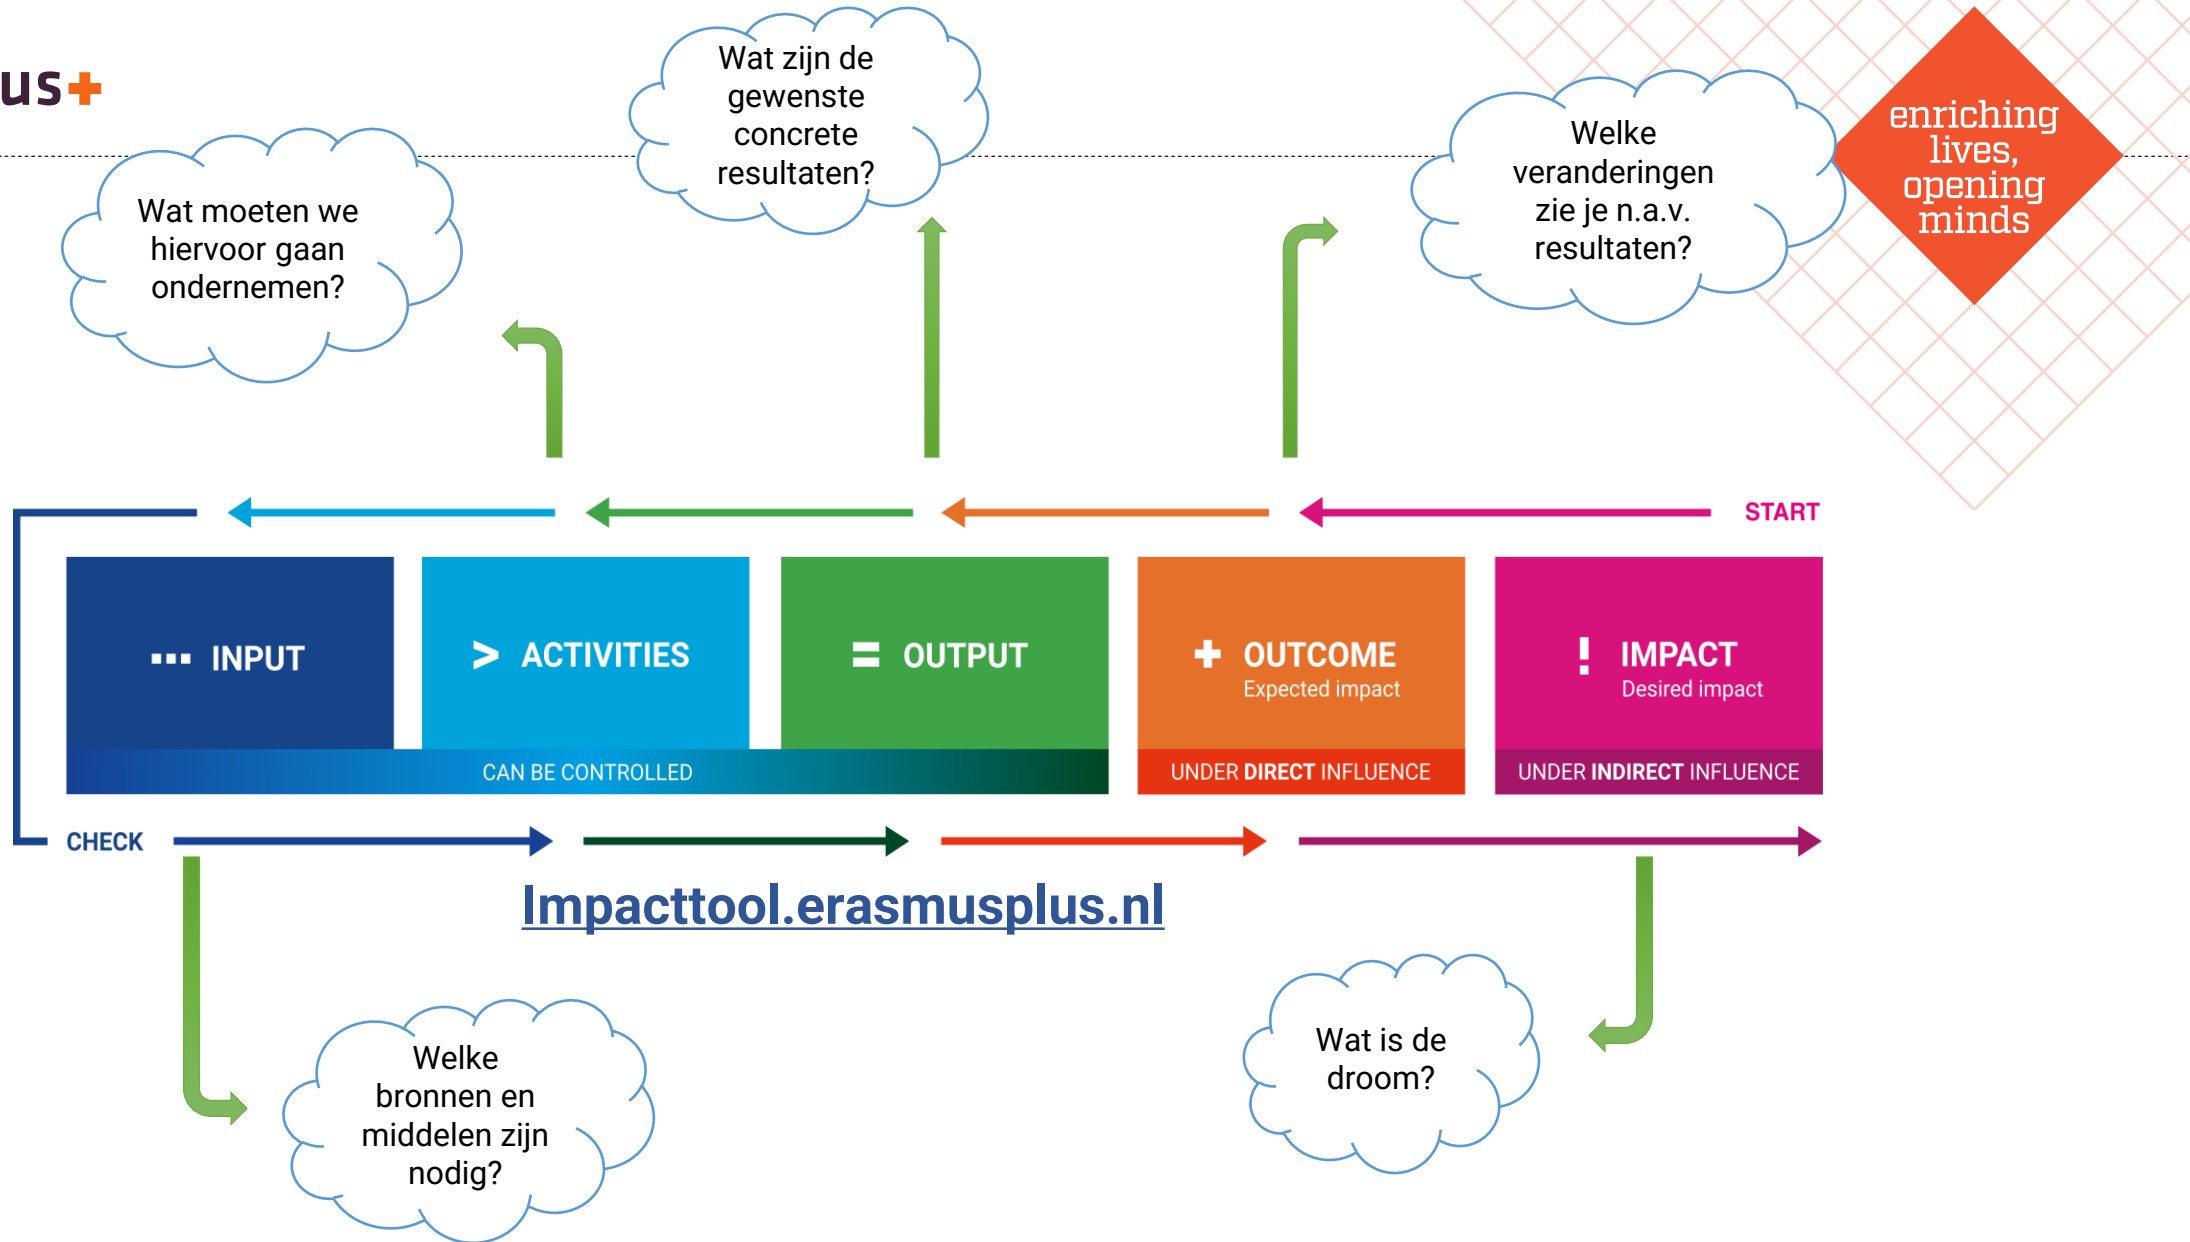 us+
Wat zijn de
gewenste
concrete
resultaten?
enriching
lives,
opening
minds
Welke
veranderingen
zie je n.a.v.
resultaten?
Wat moeten we
hiervoor gaan
ondernemen?
START
... INPUT
> ACTIVITIES
= OUTPUT
+ OUTCOME
Expected impact
! IMPACT
Desired impact
CAN BE CONTROLLED
UNDER DIRECT INFLUENCE
UNDER INDIRECT INFLUENCE
CHECK
Impacttool.erasmusplus.nl
Welke
bronnen en
middelen zijn
nodig?
Wat is de
droom?